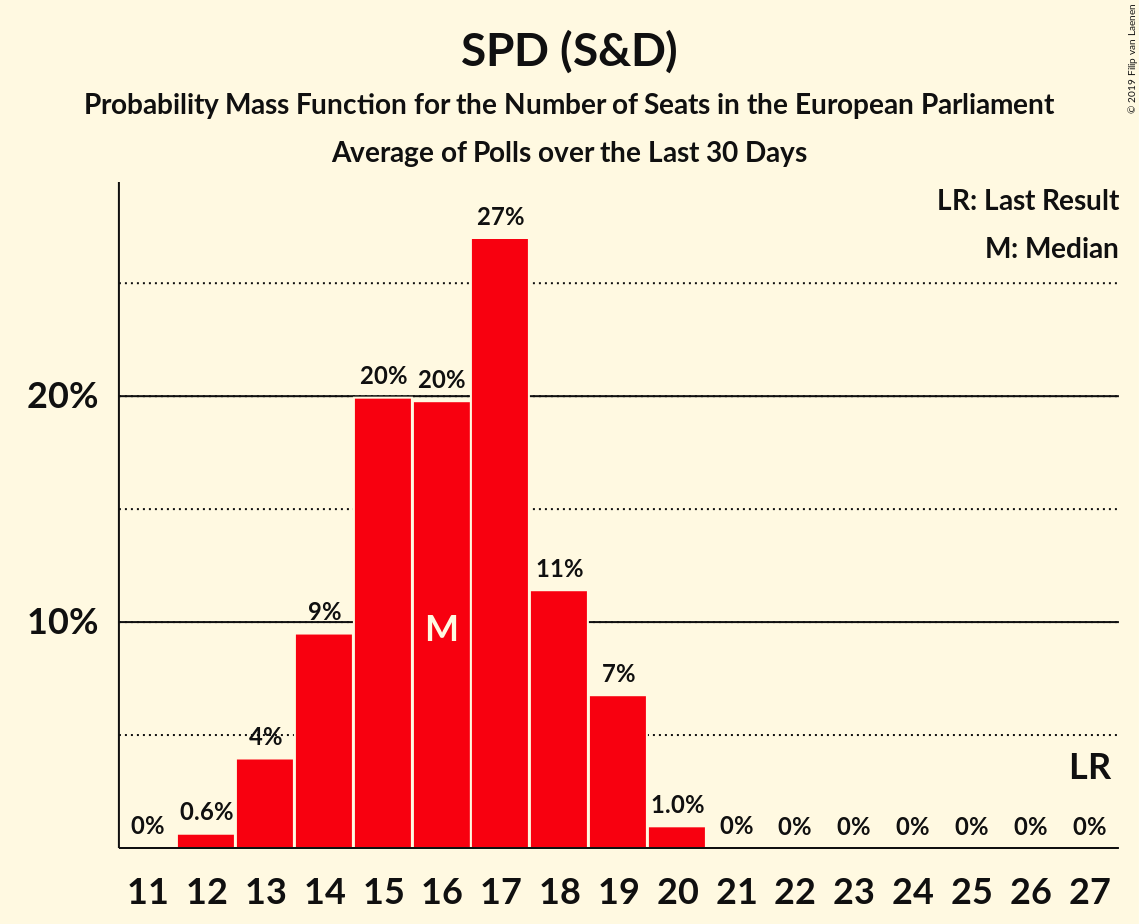 SPD (S&D)
Probability Mass Function for the Number of Seats in the European Parliament
Average of Polls over the Last 30 Days
© 2019 Filip van Laenen
LR: Last Result
M: Median
27%
20% 20%
20%
11%
9%
10%
M
7%
4%
LR
0% 0.6% 1.0% 0% 0% 0% 0% 0% 0% 0%
11 12 13 14 15 16 17 18 19 20 21 22 23 24 25 26 27